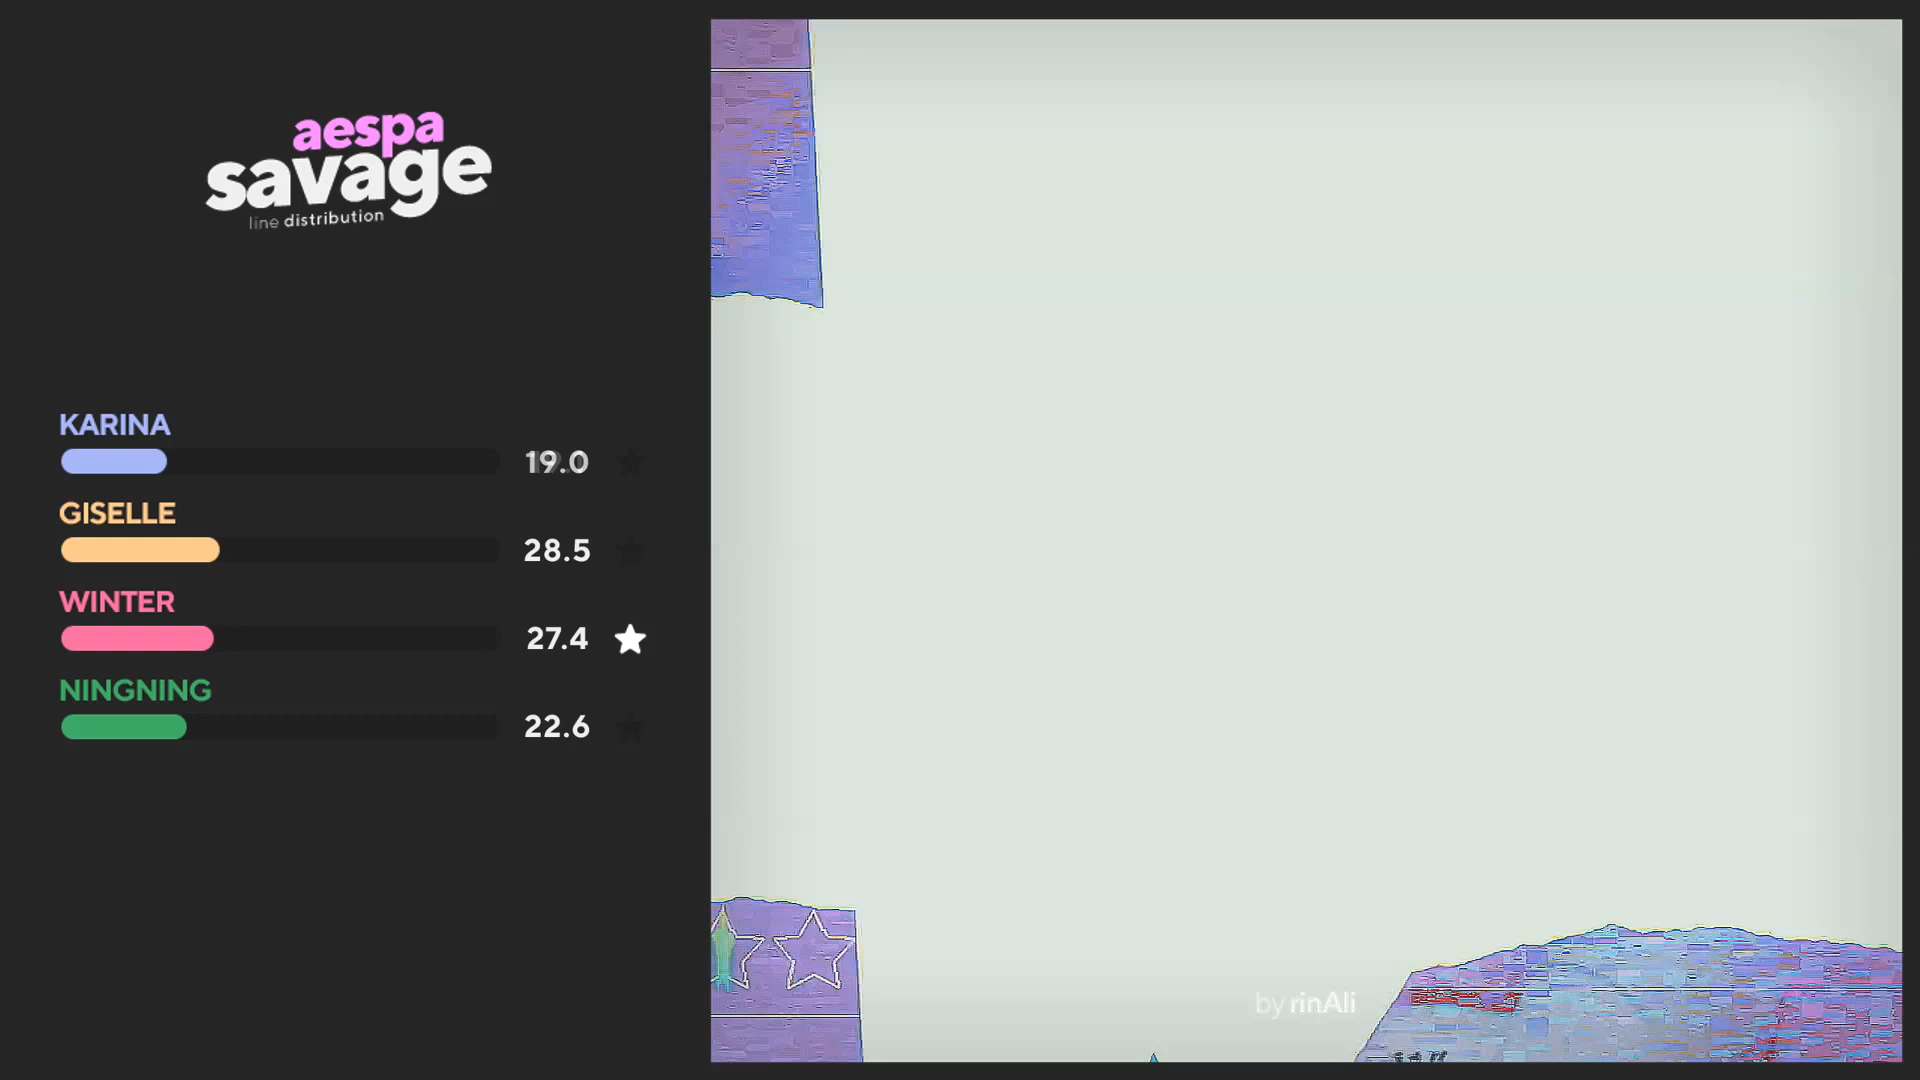 aespa
savage
line distribution
KARINA
19.0
GISELLE
28.5
WINTER
27.4
NINGNING
22.6
by rinAli